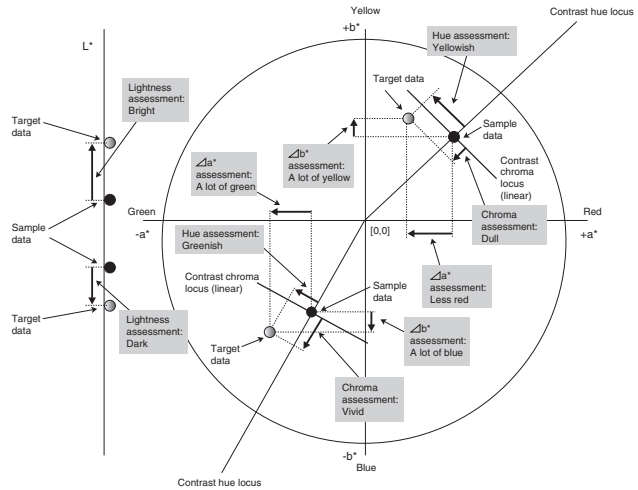 Contrast hue locus
Yellow
+b*
L*
Hue assessment:
Yellowish
Lightness
assessment:
Bright
Target data
Target
data
Sample
data
⊿b*
assessment:
A lot of yellow
⊿a*
assessment:
A lot of green
Contrast
chroma
locus
(linear)
Green
-a*
Sample
data
Hue assessment:
Greenish
[0,0]
Chroma
assessment:
Dull
Red
+a*
Contrast chroma
locus (linear)
Sample
data
⊿a*
assessment:
Less red
Target
data
Lightness
assessment:
Dark
Target
data
⊿b*
assessment:
A lot of blue
Chroma
assessment:
Vivid
-b*
Blue
Contrast hue locus